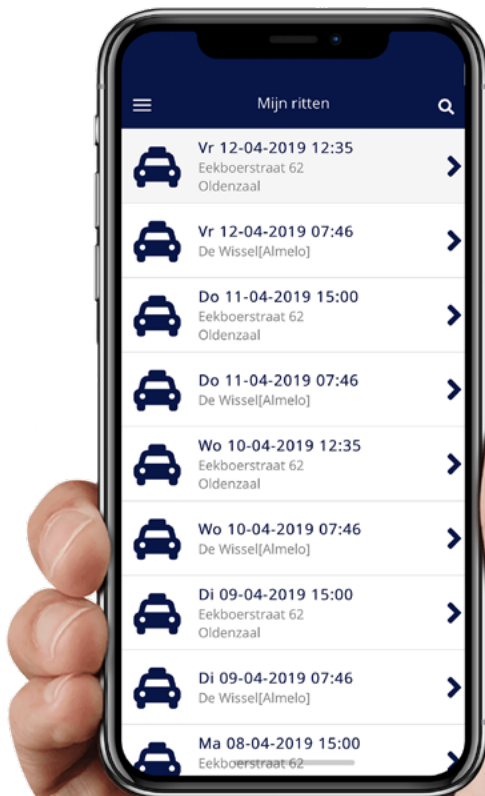 Mijn ritten
Vr 12-04-2019 12:35
Eekboerstraat 62
Oldenzaal
Vr 12-04-2019 07:46
De Wissel[Almelo]
Do 11-04-2019 15:00
Eekboerstraat 62
Oldenzaal
Do 11-04-2019 07:46
De Wissel[Almelo]
Wo 10-04-2019 12:35
Eekboerstraat 62
Oldenzaal
Wo 10-04-2019 07:46
De Wissel[Almelo]
Di 09-04-2019 15:00
Eekboerstraat 62
Oldenzaal
Di 09-04-2019 07:46
De Wissel[Almelo]
Ma 08-04-2019 15:00
Eekboerstraat 62